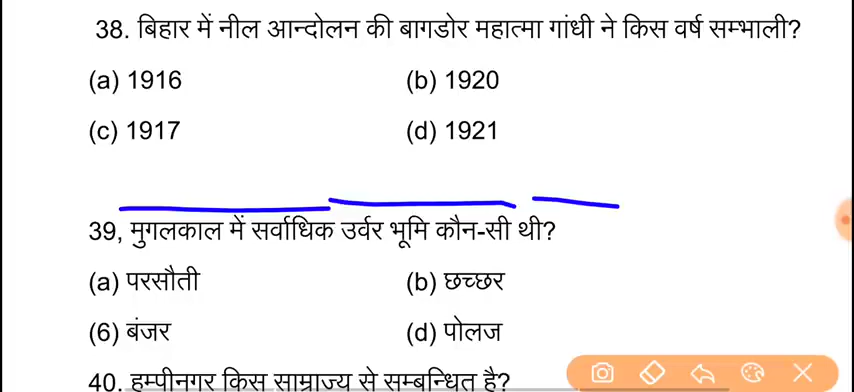 38. बिहार में नील आन्दोलन की बागडोर महात्मा गांधी ने किस वर्ष सम्भाली?
(a) 1916 (b) 1920
(c) 1917 (d) 1921
39, मुगलकाल में सर्वाधिक उर्वर भूमि कौन-सी थी?
(a) परसौती (b) छच्छर
(6) बंजर (d) पोलज
40. हम्पीनगर किस साम्राज्य से सम्बन्धित है?